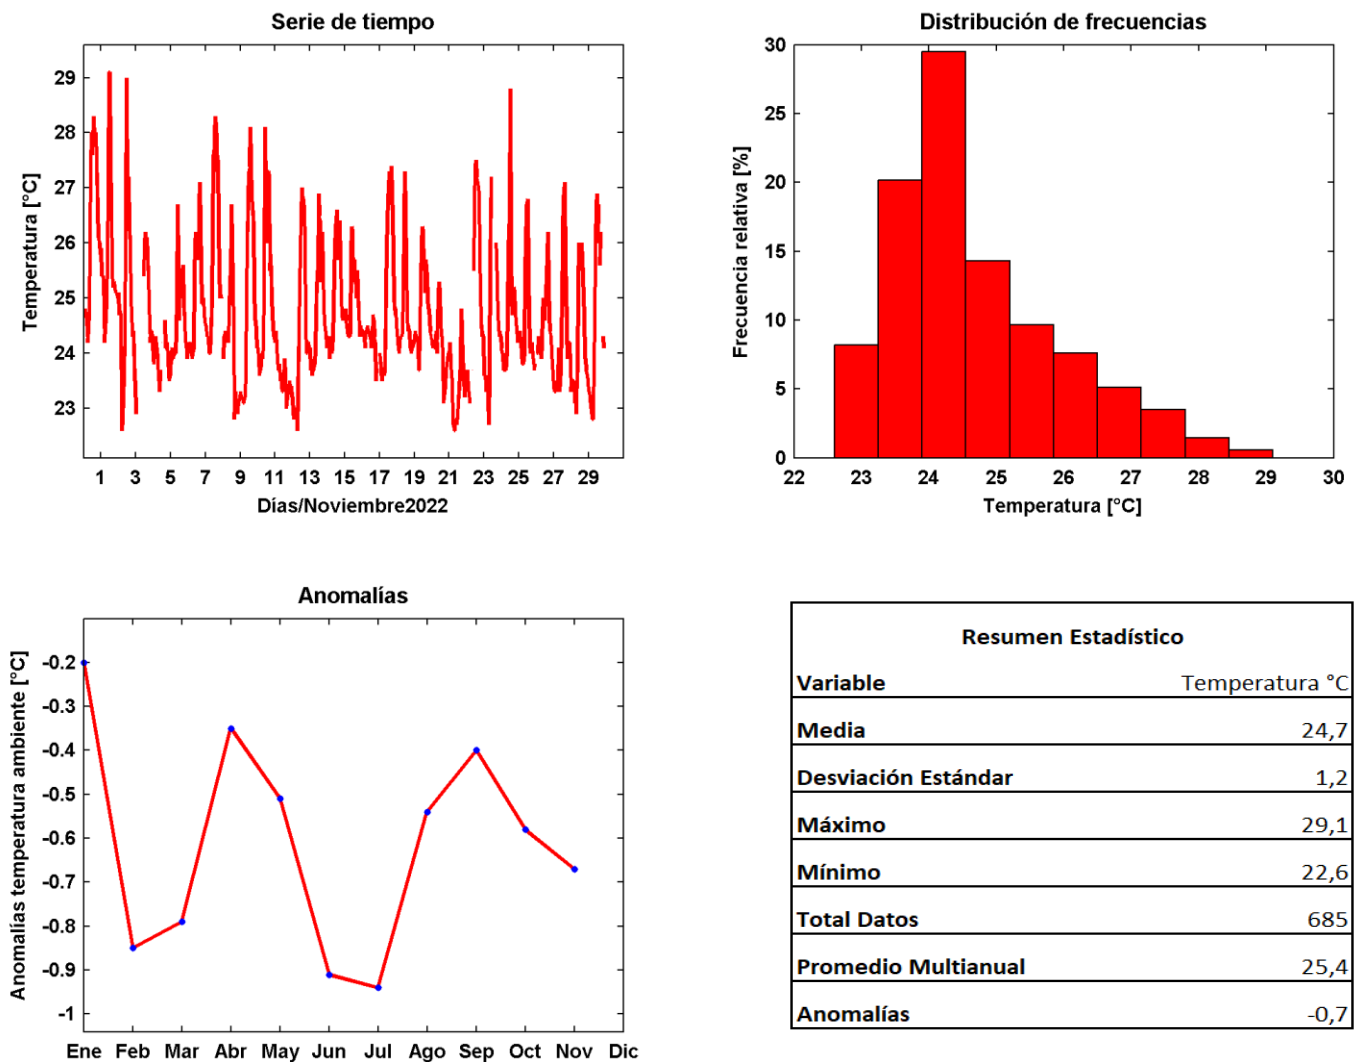 Serie de tiempo
Temperatura [°C]
29
28
27
26
25
24
23
1 3 5 7 9 11 13 15 17 19 21 23 25 27 29
Días/Noviembre2022
Distribución de frecuencias
Frecuencia relativa [%]
30
25
20
15
10
5
0
22 23 24 25 26 27 28 29 30
Temperatura [°C]
Anomalías
Anomalías temperatura ambiente [°C]
-0.2
-0.3
-0.4
-0.5
-0.6
-0.7
-0.8
-0.9
-1
Ene Feb Mar Abr May Jun Jul Ago Sep Oct Nov Dic
Resumen Estadístico
Variable Temperatura °C
Media 24,7
Desviación Estándar 1,2
Máximo 29,1
Mínimo 22,6
Total Datos 685
Promedio Multianual 25,4
Anomalías -0,7